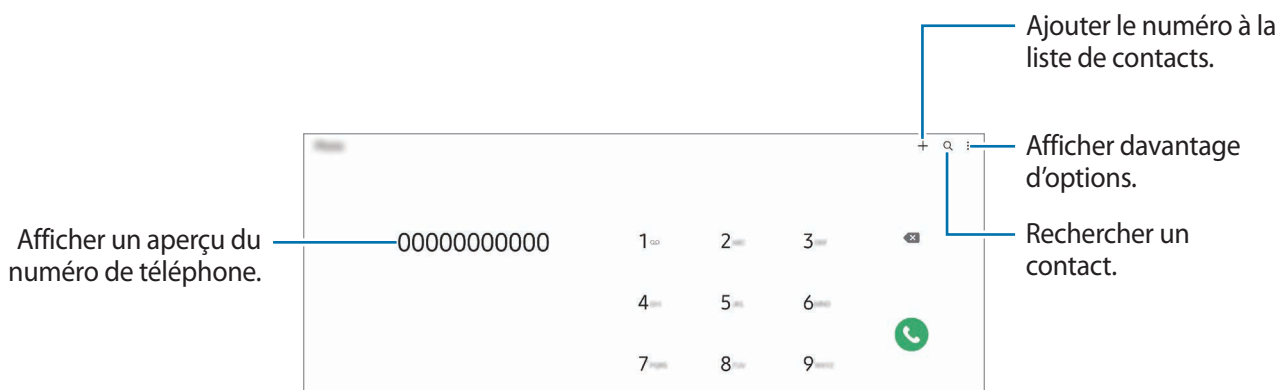 Ajouter le numéro à la
liste de contacts.
Afficher davantage
d'options.
Afficher un aperçu du
numéro de téléphone.
00000000000
1 2 3
Rechercher un
contact.
4 5 6
7 8 9